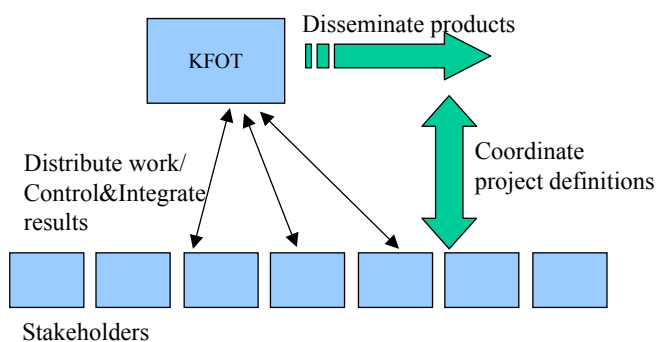 Disseminate products
KFOT
Distribute work/
Control&Integrate
results
Coordinate
project definitions
Stakeholders